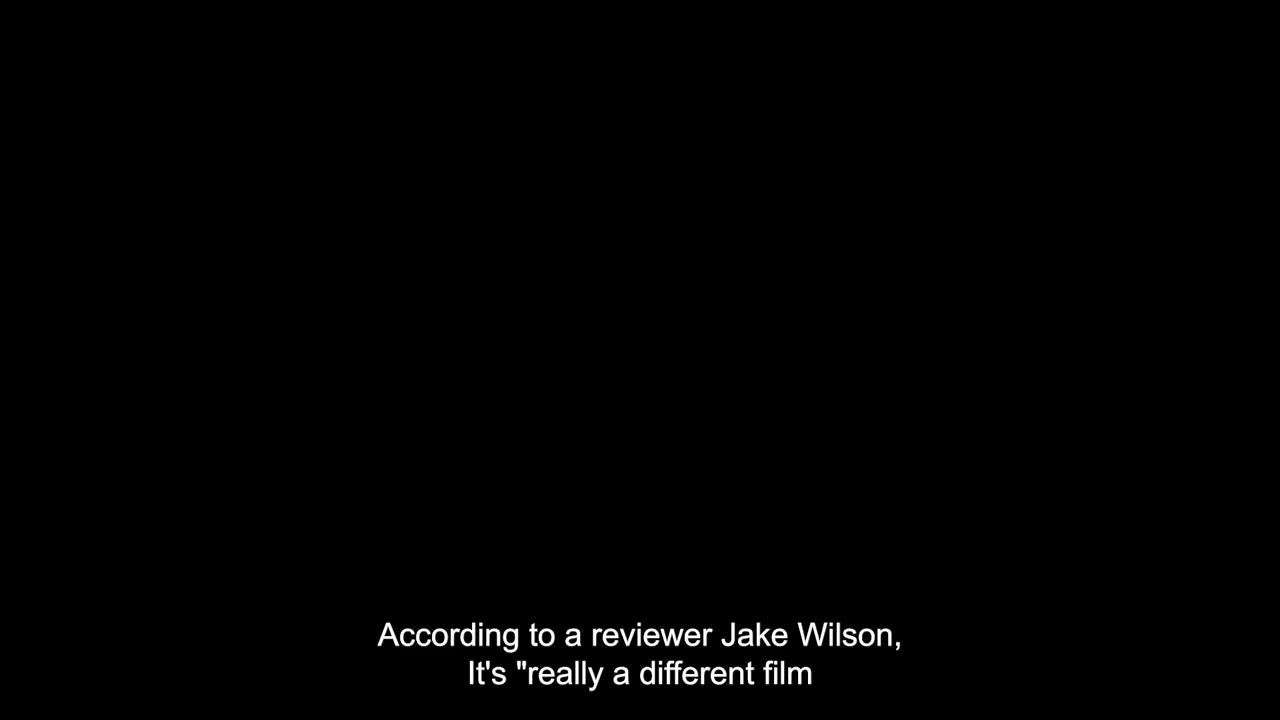 According to a reviewer Jake Wilson,
It's "really a different film